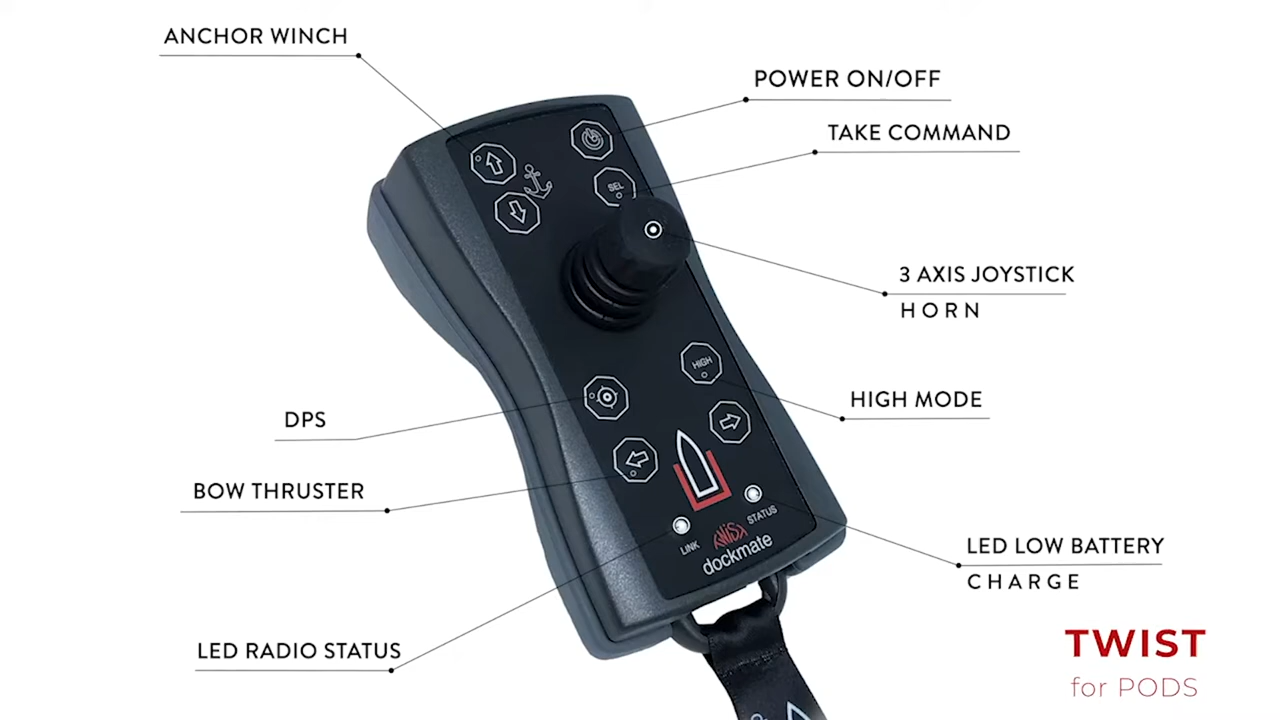 ANCHOR WINCH
POWER ON/OFF
TAKE COMMAND
SEL
3 AXIS JOYSTICK
HORN
HIGH
HIGH MODE
DPS
BOW THRUSTER
LINK
TWIST
STATUS
dockmate
LED LOW BATTERY
CHARGE
LED RADIO STATUS
TWIST
for PODS